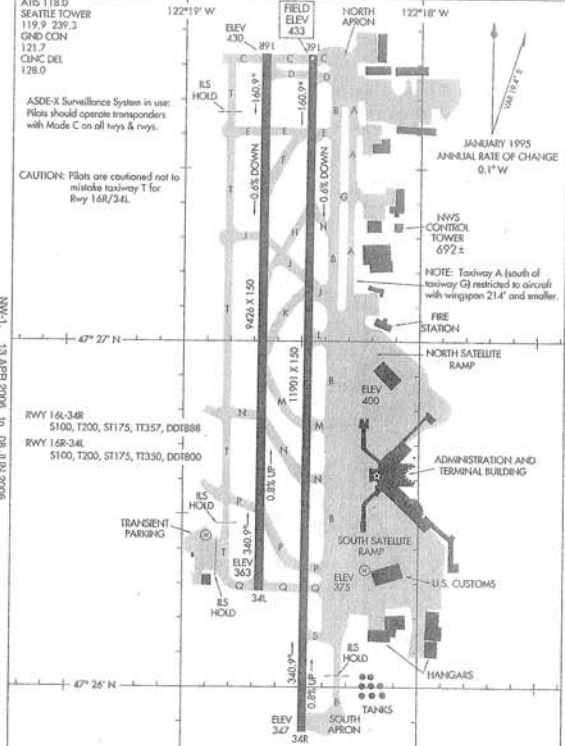 ATIS 118.0
SEATTLE TOWER
119.9 239.3
GND CON
121.7
CLNC DEL
128.0
122°19' W
122°18' W
ELEV
430
FIELD
ELEV
433
NORTH
APRON
16R
16L
VAR 19.4° E
JANUARY 1995
ANNUAL RATE OF CHANGE
0.1° W
ILS
HOLD
ASDE-X Surveillance System in use:
Pilots should operate transponders
with Mode C on all twys & rwys.
CAUTION: Pilots are cautioned not to
mistake taxiway T for
Rwy 16R/34L
C
C
C
D
D
T
160.9°
160.9°
B
A
E
E
E
F
0.6% DOWN
0.6% DOWN
A
T
G
H
H
B
A
J
J
J
NWS
CONTROL
TOWER
692±
NOTE: Taxiway A (south of
taxiway G) restricted to aircraft
with wingspan 214' and smaller.
FIRE
STATION
T
9426 X 150
K
L
47° 27' N
NORTH SATELLITE
RAMP
11901 X 150
B
ELEV
400
M
M
N
N
N
RWY 16L-34R
S100, T200, ST175, TT357, DDT888
RWY 16R-34L
S100, T200, ST175, TT350, DDT800
ADMINISTRATION AND
TERMINAL BUILDING
T
0.8% UP
P
B
ILS
HOLD
TRANSIENT
PARKING
H
340.9°
P
P
SOUTH SATELLITE
RAMP
T
ELEV
363
H
ELEV
375
U.S. CUSTOMS
Q
Q
Q
ILS
HOLD
34L
S
ILS
HOLD
HANGARS
340.9°
0.8% UP
47° 26' N
B
TANKS
ELEV
347
SOUTH
APRON
34R
NW-1, 13 APR 2006 to 08 JUN 2006